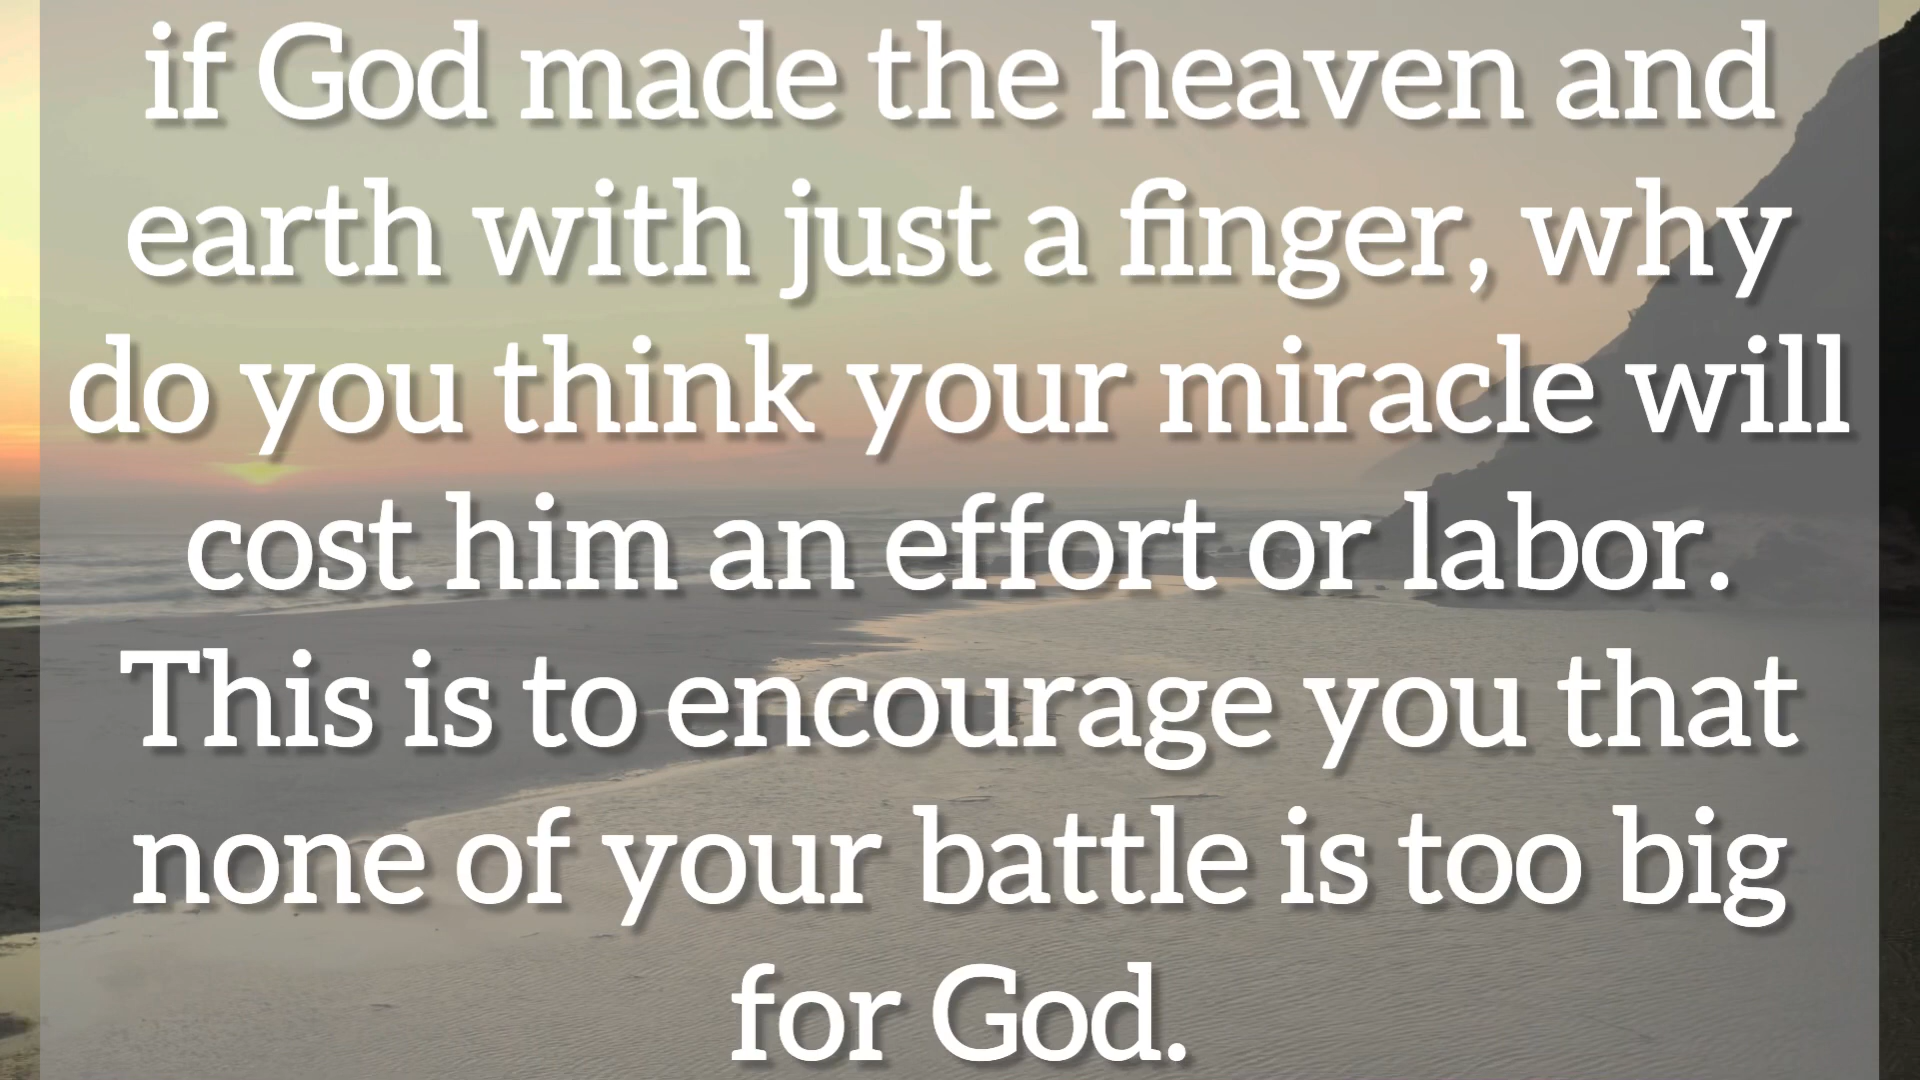 if God made the heaven and
earth with just a finger, why
do you think your miracle will
cost him an effort or labor.
This is to encourage you that
none of your battle is too big
for God.